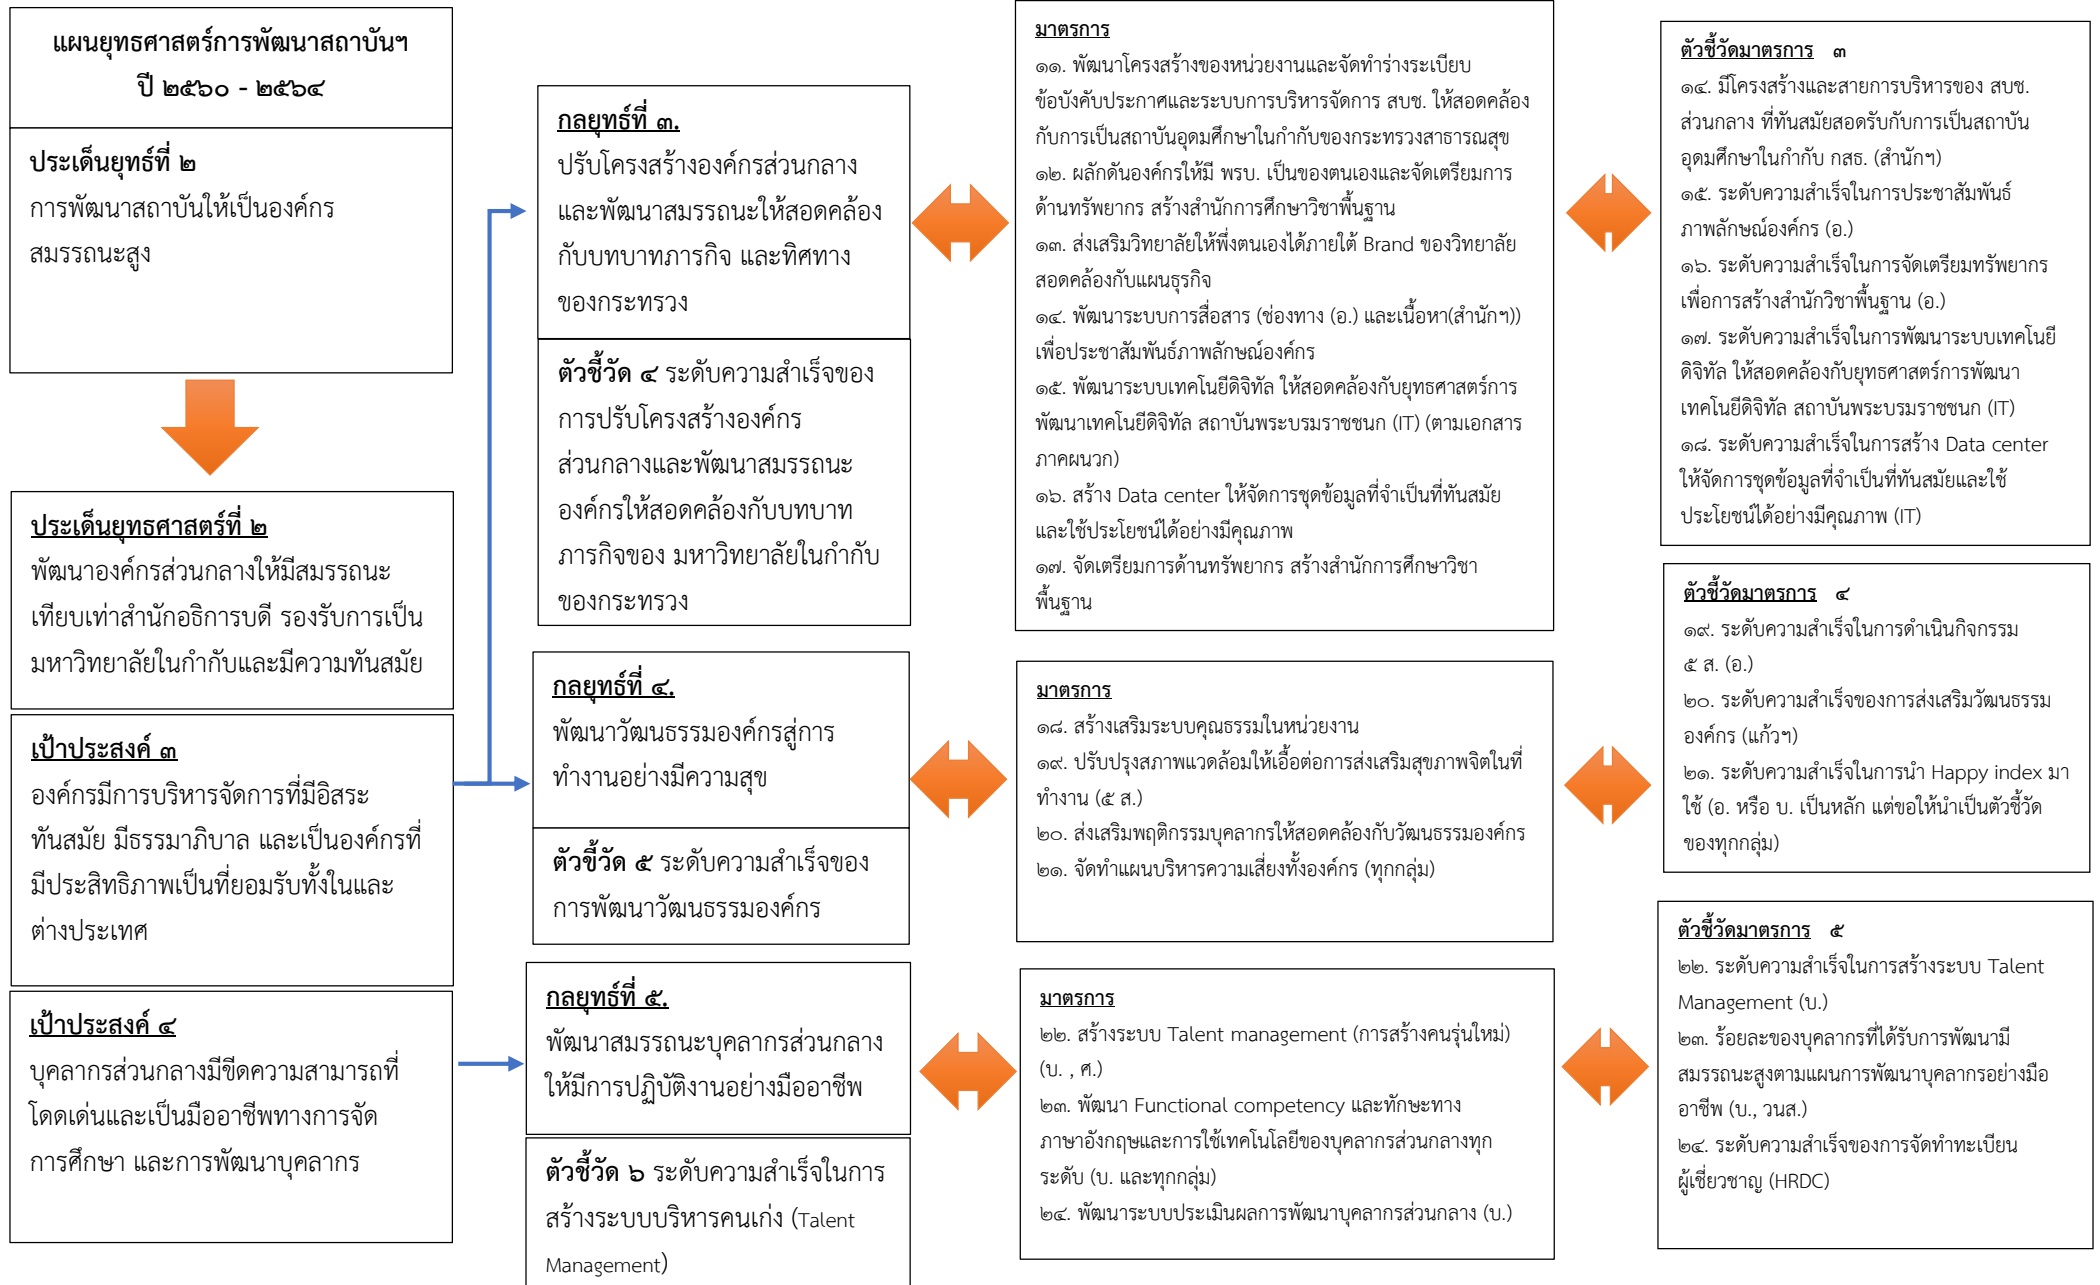 แผนยุทธศาสตร์การพัฒนาสถาบันฯ
ปี ๒๕๖๐ - ๒๕๖๔
ประเด็นยุทธ์ที่ ๒
การพัฒนาสถาบันให้เป็นองค์กร
สมรรถนะสูง
ประเด็นยุทธศาสตร์ที่ ๒
พัฒนาองค์กรส่วนกลางให้มีสมรรถนะ
เทียบเท่าสำนักอธิการบดี รองรับการเป็น
มหาวิทยาลัยในกำกับและมีความทันสมัย
เป้าประสงค์ ๓
องค์กรมีการบริหารจัดการที่มีอิสระ
ทันสมัย มีธรรมาภิบาล และเป็นองค์กรที่
มีประสิทธิภาพเป็นที่ยอมรับทั้งในและ
ต่างประเทศ
เป้าประสงค์ ๔
บุคลากรส่วนกลางมีขีดความสามารถที่
โดดเด่นและเป็นมืออาชีพทางการจัด
การศึกษา และการพัฒนาบุคลากร
กลยุทธ์ที่ ๓.
ปรับโครงสร้างองค์กรส่วนกลาง
และพัฒนาสมรรถนะให้สอดคล้อง
กับบทบาทภารกิจ และทิศทาง
ของกระทรวง
ตัวชี้วัด ๔ ระดับความสำเร็จของ
การปรับโครงสร้างองค์กร
ส่วนกลางและพัฒนาสมรรถนะ
องค์กรให้สอดคล้องกับบทบาท
ภารกิจของ มหาวิทยาลัยในกำกับ
ของกระทรวง
กลยุทธ์ที่ ๔.
พัฒนาวัฒนธรรมองค์กรสู่การ
ทำงานอย่างมีความสุข
ตัวขี้วัด ๕ ระดับความสำเร็จของ
การพัฒนาวัฒนธรรมองค์กร
กลยุทธ์ที่ ๕.
พัฒนาสมรรถนะบุคลากรส่วนกลาง
ให้มีการปฏิบัติงานอย่างมืออาชีพ
ตัวชี้วัด ๖ ระดับความสำเร็จในการ
สร้างระบบบริหารคนเก่ง (Talent
Management)
มาตรการ
๑๑. พัฒนาโครงสร้างของหน่วยงานและจัดทำร่างระเบียบ
ข้อบังคับประกาศและระบบการบริหารจัดการ สบช. ให้สอดคล้อง
กับการเป็นสถาบันอุดมศึกษาในกำกับของกระทรวงสาธารณสุข
๑๒. ผลักดันองค์กรให้มี พรบ. เป็นของตนเองและจัดเตรียมการ
ด้านทรัพยากร สร้างสำนักการศึกษาวิชาพื้นฐาน
๑๓. ส่งเสริมวิทยาลัยให้พึ่งตนเองได้ภายใต้ Brand ของวิทยาลัย
สอดคล้องกับแผนธุรกิจ
๑๔. พัฒนาระบบการสื่อสาร (ช่องทาง (อ.) และเนื้อหา(สำนักฯ))
เพื่อประชาสัมพันธ์ภาพลักษณ์องค์กร
๑๕. พัฒนาระบบเทคโนยีดิจิทัล ให้สอดคล้องกับยุทธศาสตร์การ
พัฒนาเทคโนยีดิจิทัล สถาบันพระบรมราชชนก (IT) (ตามเอกสาร
ภาคผนวก)
๑๖. สร้าง Data center ให้จัดการชุดข้อมูลที่จำเป็นที่ทันสมัย
และใช้ประโยชน์ได้อย่างมีคุณภาพ
๑๗. จัดเตรียมการด้านทรัพยากร สร้างสำนักการศึกษาวิชา
พื้นฐาน
มาตรการ
๑๘. สร้างเสริมระบบคุณธรรมในหน่วยงาน
๑๙. ปรับปรุงสภาพแวดล้อมให้เอื้อต่อการส่งเสริมสุขภาพจิตในที่
ทำงาน (๕ ส.)
๒๐. ส่งเสริมพฤติกรรมบุคลากรให้สอดคล้องกับวัฒนธรรมองค์กร
๒๑. จัดทำแผนบริหารความเสี่ยงทั้งองค์กร (ทุกกลุ่ม)
มาตรการ
๒๒. สร้างระบบ Talent management (การสร้างคนรุ่นใหม่)
(บ. , ศ.)
๒๓. พัฒนา Functional competency และทักษะทาง
ภาษาอังกฤษและการใช้เทคโนโลยีของบุคลากรส่วนกลางทุก
ระดับ (บ. และทุกกลุ่ม)
๒๔. พัฒนาระบบประเมินผลการพัฒนาบุคลากรส่วนกลาง (บ.)
ตัวชี้วัดมาตรการ ๓
๑๔. มีโครงสร้างและสายการบริหารของ สบช.
ส่วนกลาง ที่ทันสมัยสอดรับกับการเป็นสถาบัน
อุดมศึกษาในกำกับ กสธ. (สำนักฯ)
๑๕. ระดับความสำเร็จในการประชาสัมพันธ์
ภาพลักษณ์องค์กร (อ.)
๑๖. ระดับความสำเร็จในการจัดเตรียมทรัพยากร
เพื่อการสร้างสำนักวิชาพื้นฐาน (อ.)
๑๗. ระดับความสำเร็จในการพัฒนาระบบเทคโนยี
ดิจิทัล ให้สอดคล้องกับยุทธศาสตร์การพัฒนา
เทคโนยีดิจิทัล สถาบันพระบรมราชชนก (IT)
๑๘. ระดับความสำเร็จในการสร้าง Data center
ให้จัดการชุดข้อมูลที่จำเป็นที่ทันสมัยและใช้
ประโยชน์ได้อย่างมีคุณภาพ (IT)
ตัวชี้วัดมาตรการ ๔
๑๙. ระดับความสำเร็จในการดำเนินกิจกรรม
๕ ส. (อ.)
๒๐. ระดับความสำเร็จของการส่งเสริมวัฒนธรรม
องค์กร (แก้วฯ)
๒๑. ระดับความสำเร็จในการนำ Happy index มา
ใช้ (อ. หรือ บ. เป็นหลัก แต่ขอให้นำเป็นตัวชี้วัด
ของทุกกลุ่ม)
ตัวชี้วัดมาตรการ ๕
๒๒. ระดับความสำเร็จในการสร้างระบบ Talent
Management (บ.)
๒๓. ร้อยละของบุคลากรที่ได้รับการพัฒนามี
สมรรถนะสูงตามแผนการพัฒนาบุคลากรอย่างมือ
อาชีพ (บ., วนส.)
๒๔. ระดับความสำเร็จของการจัดทำทะเบียน
ผู้เชี่ยวชาญ (HRDC)